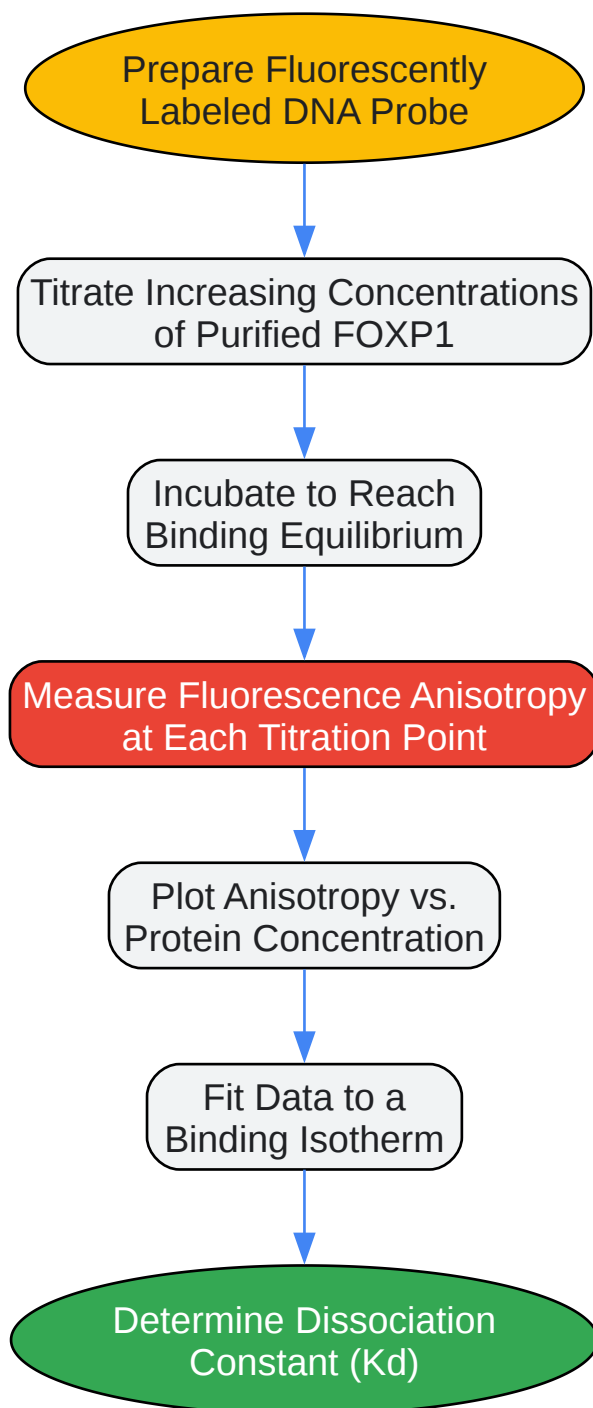 Prepare Fluorescently
Labeled DNA Probe
Titrate Increasing Concentrations
of Purified FOXP1
Incubate to Reach
Binding Equilibrium
Measure Fluorescence Anisotropy
at Each Titration Point
Plot Anisotropy vs.
Protein Concentration
Fit Data to a
Binding Isotherm
Determine Dissociation
Constant (Kd)